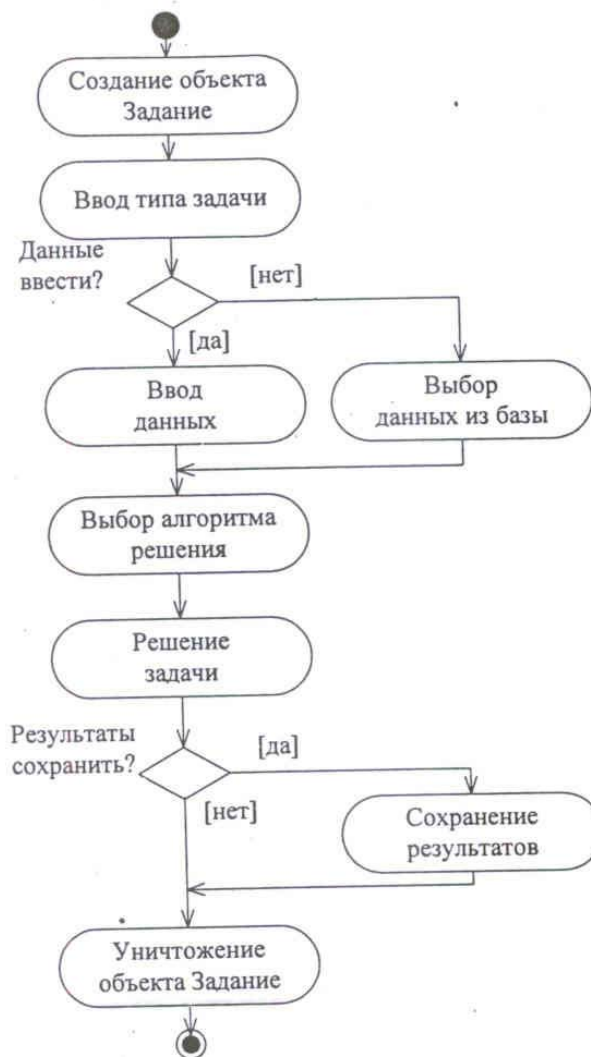 Создание объекта
Задание
Ввод типа задачи
Данные
ввести?
[нет]
[да]
Ввод
данных
Выбор
данных из базы
Выбор алгоритма
решения
Решение
задачи
Результаты
сохранить?
[да]
[нет]
Сохранение
результатов
Уничтожение
объекта Задание